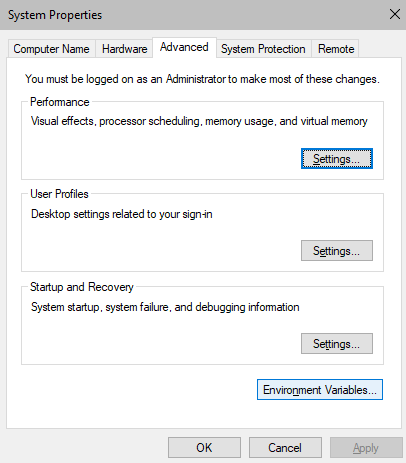 System Properties
Computer Name Hardware Advanced System Protection Remote
You must be logged on as an Administrator to make most of these changes.
Performance
Visual effects, processor scheduling, memory usage, and virtual memory
Settings...
User Profiles
Desktop settings related to your sign-in
Settings...
Startup and Recovery
System startup, system failure, and debugging information
Settings...
Environment Variables...
OK Cancel Apply